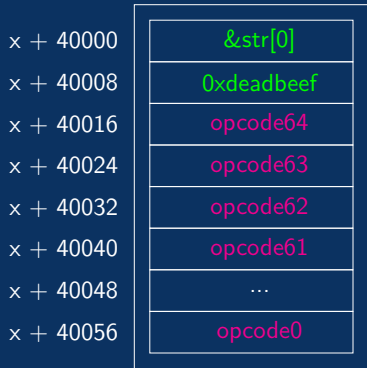 x + 40000 &str[0]
x + 40008 0xdeadbeef
x + 40016 opcode64
x + 40024 opcode63
x + 40032 opcode62
x + 40040 opcode61
x + 40048 ...
x + 40056 opcode0